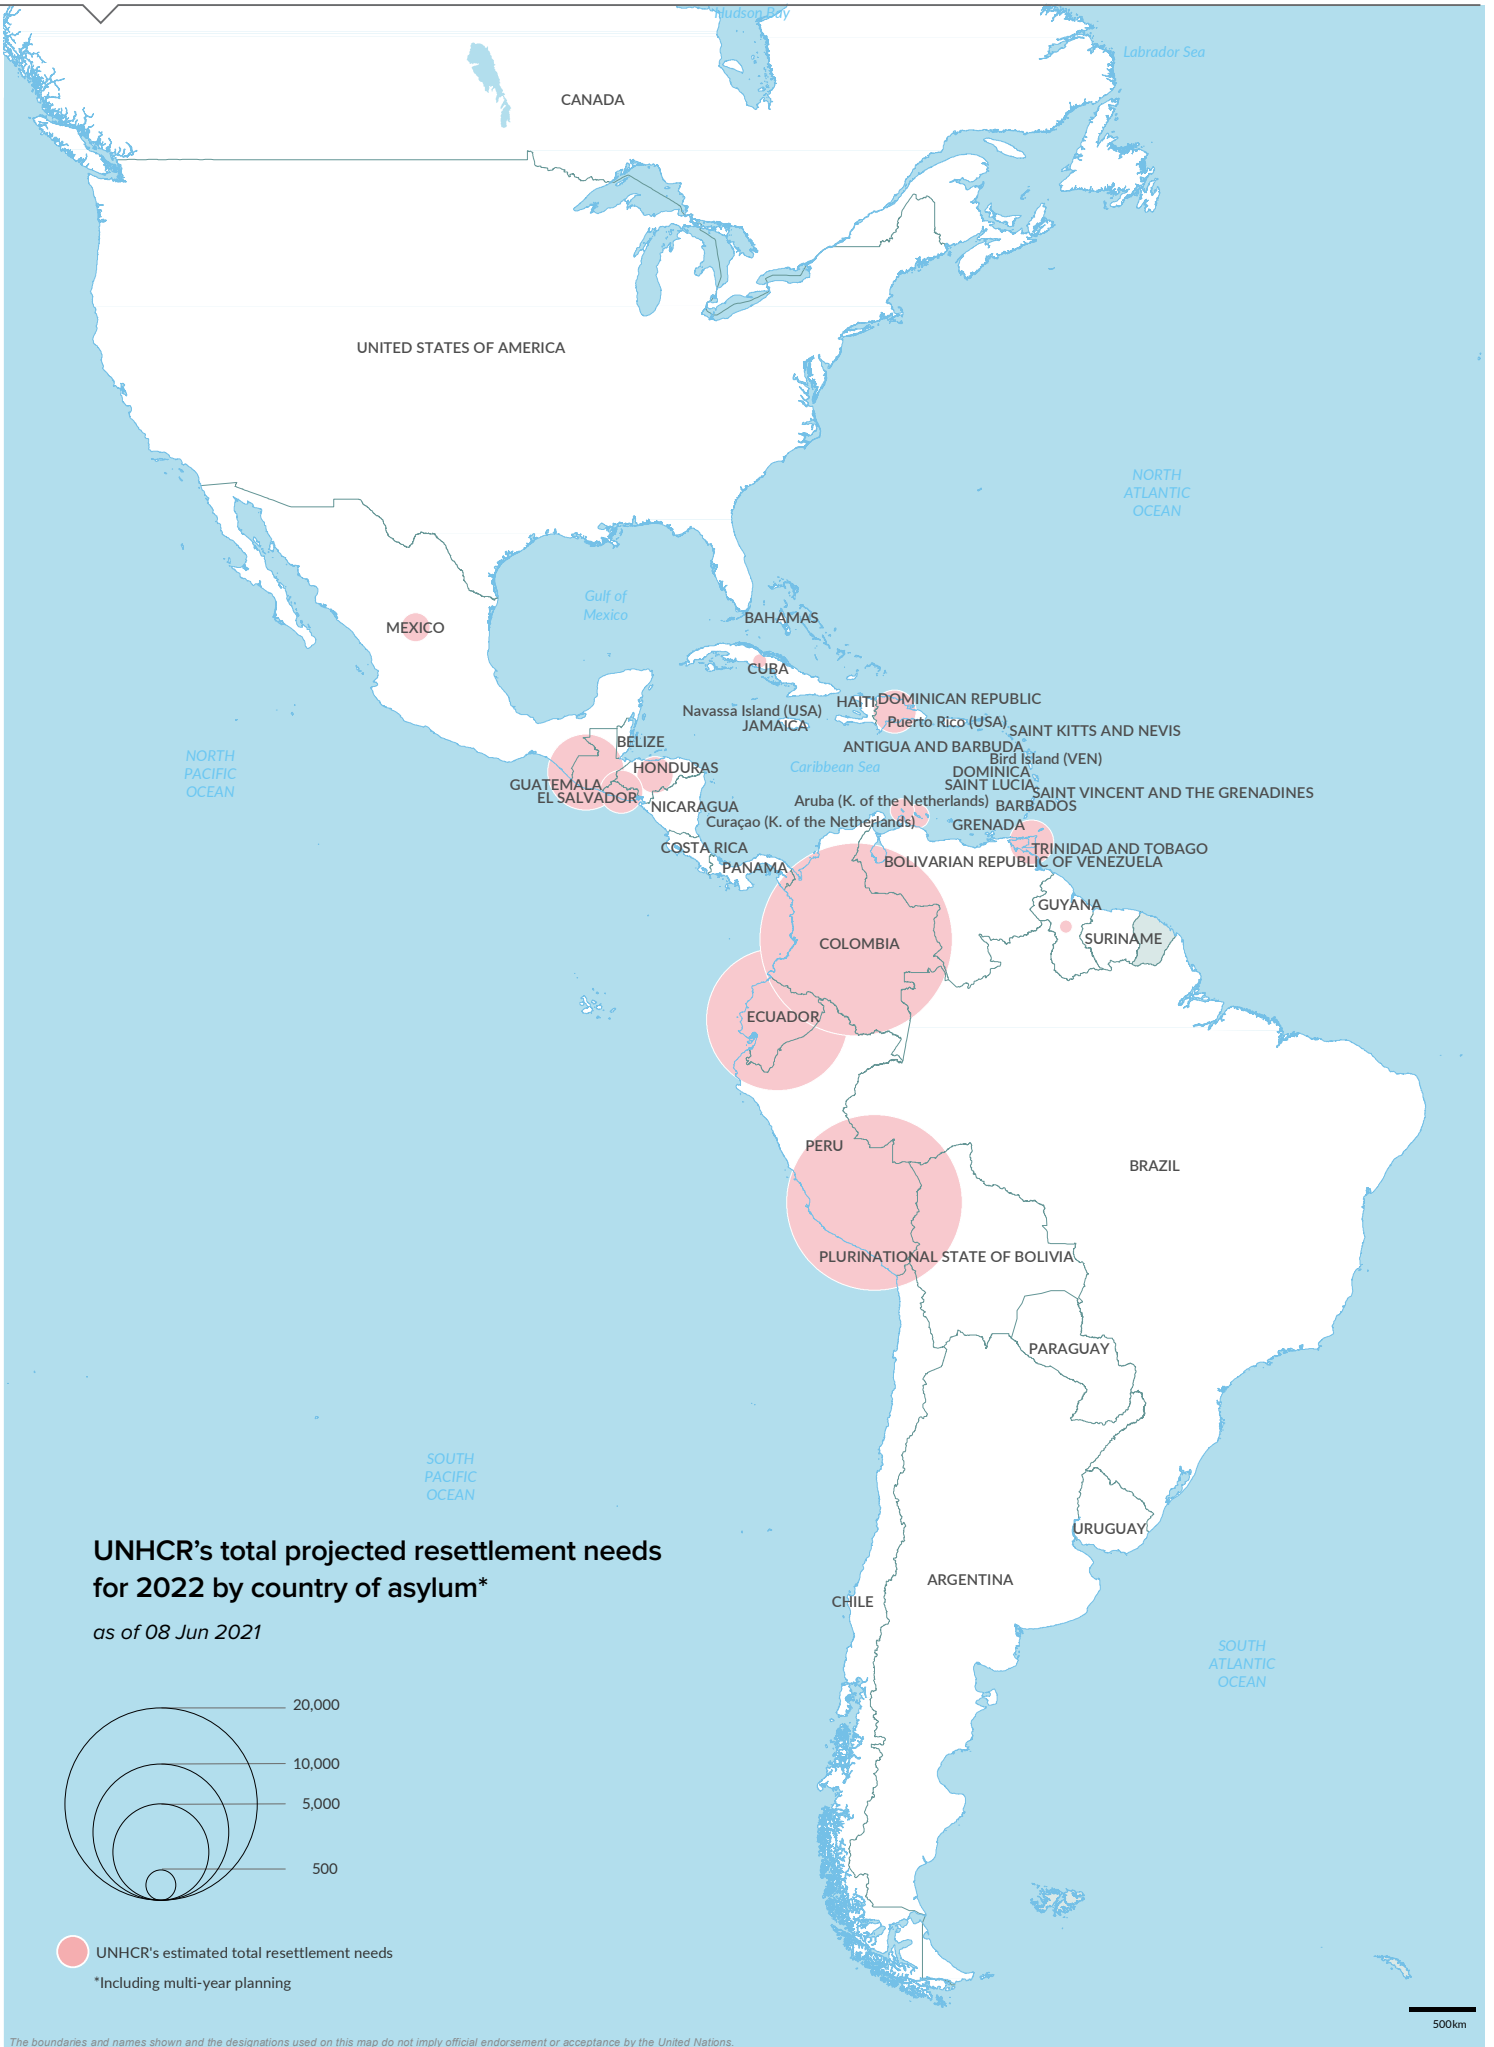 Hudson Bay
Labrador Sea
CANADA
UNITED STATES OF AMERICA
NORTH
ATLANTIC
OCEAN
Gulf of
Mexico
BAHAMAS
MEXICO
CUBA
HAITI
DOMINICAN REPUBLIC
Navassa Island (USA)
Puerto Rico (USA)
JAMAICA
SAINT KITTS AND NEVIS
BELIZE
ANTIGUA AND BARBUDA
Bird Island (VEN)
NORTH
PACIFIC
OCEAN
Caribbean Sea
HONDURAS
DOMINICA
GUATEMALA
SAINT LUCIA
SAINT VINCENT AND THE GRENADINES
EL SALVADOR
NICARAGUA
Aruba (K. of the Netherlands)
BARBADOS
Curaçao (K. of the Netherlands)
GRENADA
COSTA RICA
TRINIDAD AND TOBAGO
PANAMA
BOLIVARIAN REPUBLIC OF VENEZUELA
GUYANA
COLOMBIA
SURINAME
ECUADOR
PERU
BRAZIL
PLURINATIONAL STATE OF BOLIVIA
PARAGUAY
SOUTH
PACIFIC
OCEAN
URUGUAY
ARGENTINA
CHILE
SOUTH
ATLANTIC
OCEAN
UNHCR's total projected resettlement needs
for 2022 by country of asylum*
as of 08 Jun 2021
20,000
10,000
5,000
500
UNHCR's estimated total resettlement needs
*Including multi-year planning
500km
The boundaries and names shown and the designations used on this map do not imply official endorsement or acceptance by the United Nations.